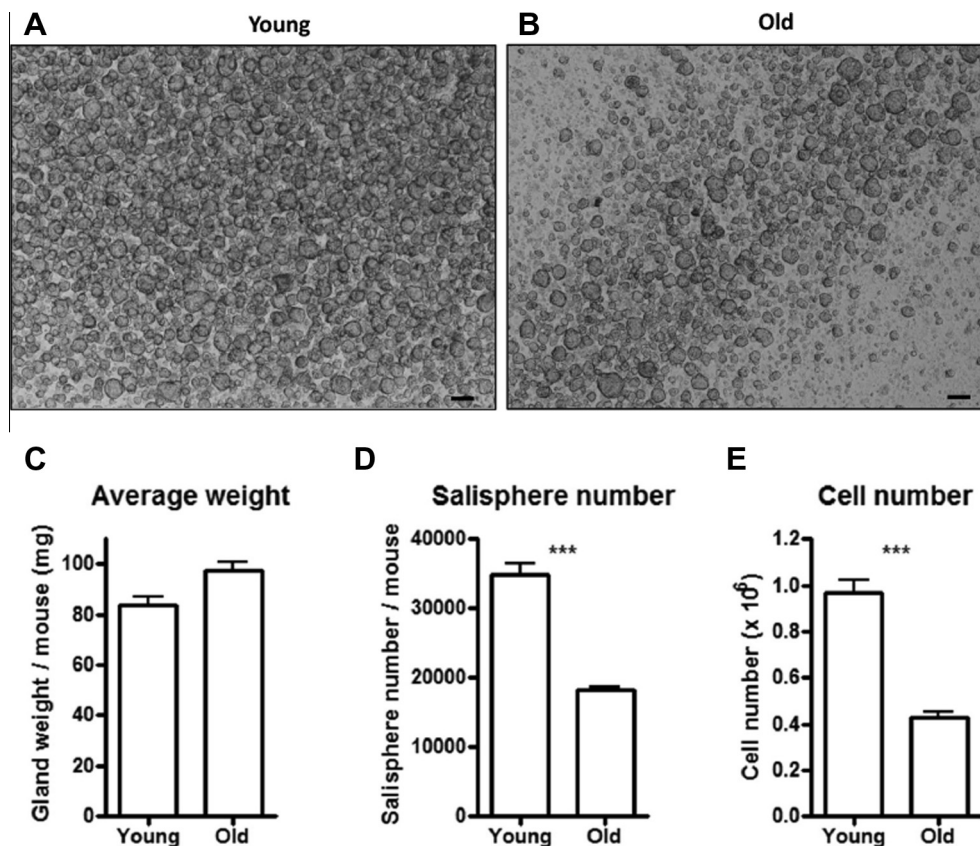 A Young
B Old
C
Average weight
Gland weight / mouse (mg)
100
80
60
40
20
0
Young Old
D
Salisphere number
***
Salisphere number / mouse
40000
30000
20000
10000
0
Young Old
E
Cell number
***
Cell number (x 10⁶)
1.2
1.0
0.8
0.6
0.4
0.2
0.0
Young Old